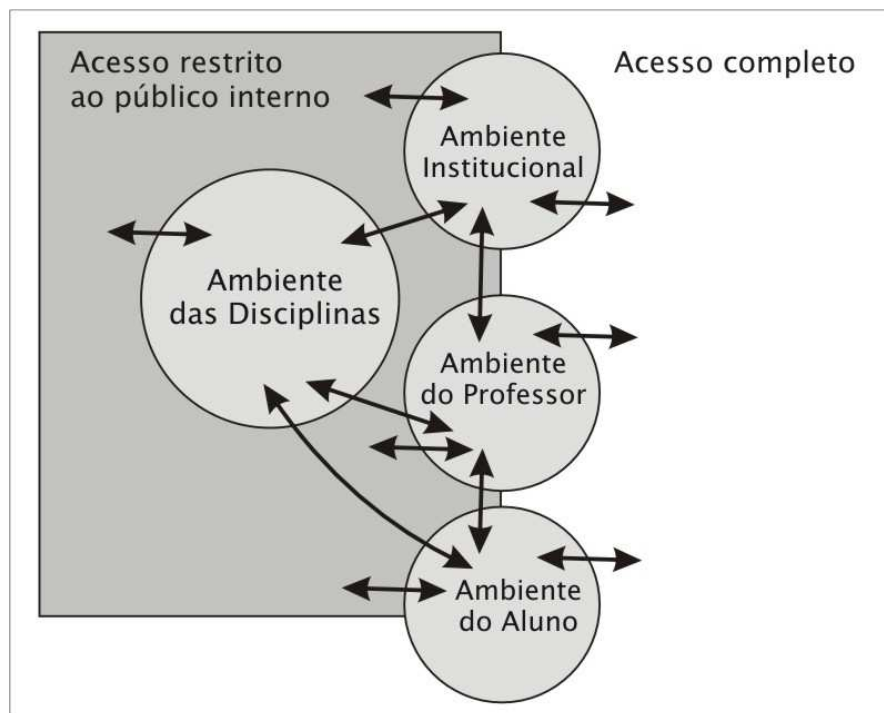 Acesso restrito
ao público interno
Acesso completo
Ambiente
Institucional
Ambiente
das Disciplinas
Ambiente
do Professor
Ambiente
do Aluno